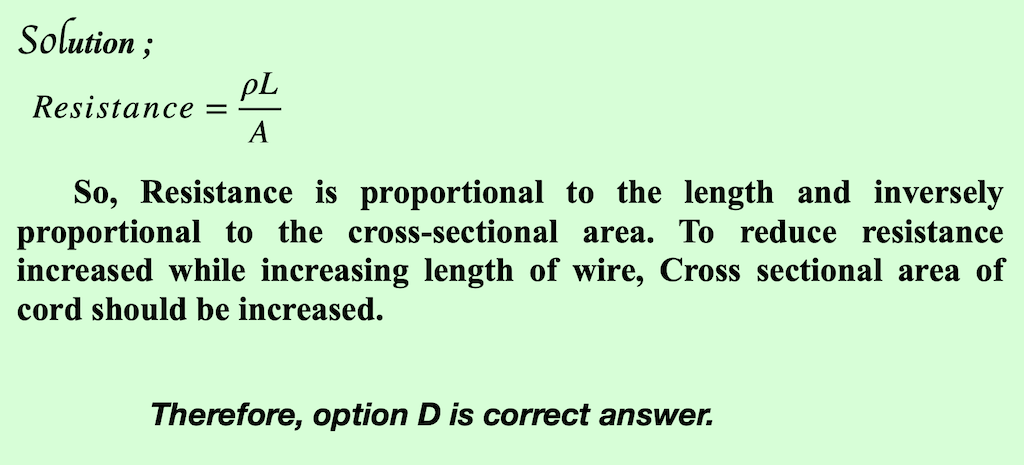 Solution ;
Resistance = ρL/A
So, Resistance is proportional to the length and inversely
proportional to the cross-sectional area. To reduce resistance
increased while increasing length of wire, Cross sectional area of
cord should be increased.
Therefore, option D is correct answer.